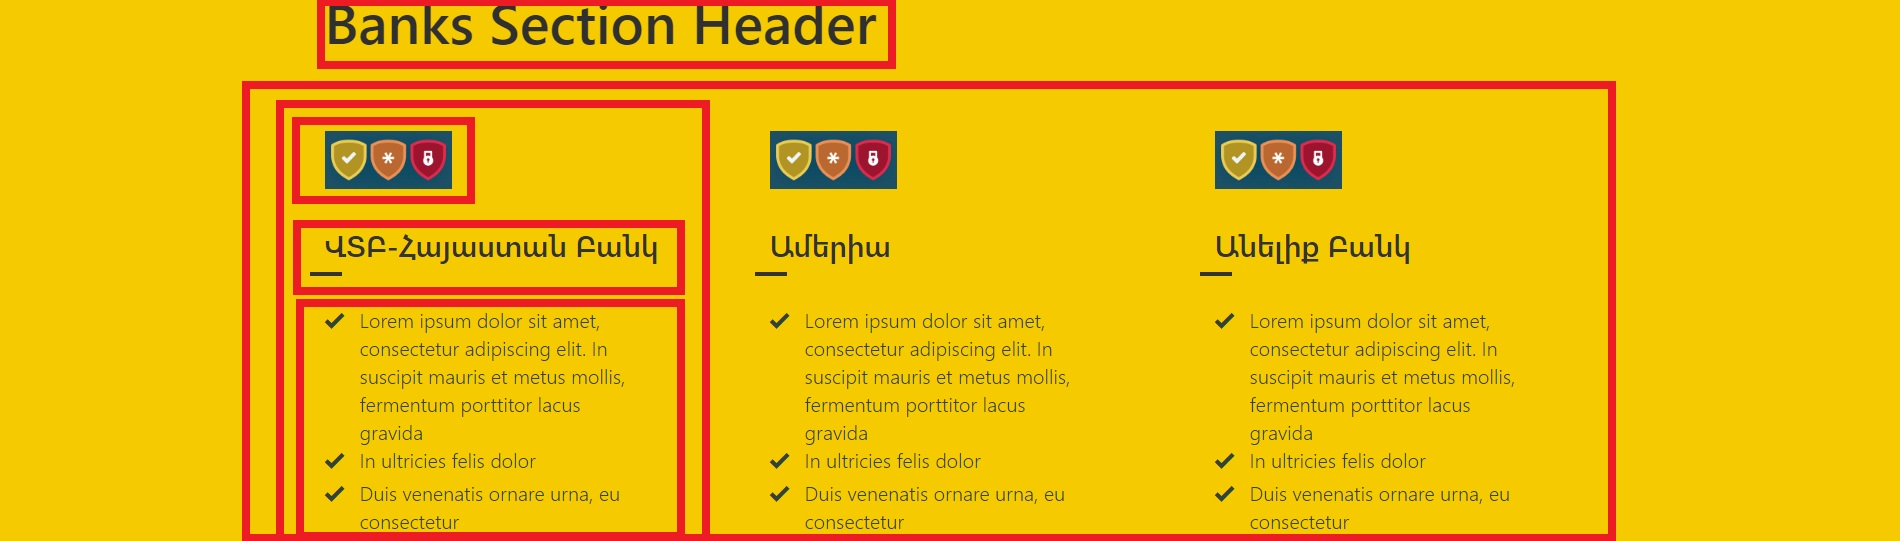 Banks Section Header
ՎՏԲ-Հայաստան Բանկ
Lorem ipsum dolor sit amet,
consectetur adipiscing elit. In
suscipit mauris et metus mollis,
fermentum porttitor lacus
gravida
In ultricies felis dolor
Duis venenatis ornare urna, eu
consectetur
Ամերիա
Lorem ipsum dolor sit amet,
consectetur adipiscing elit. In
suscipit mauris et metus mollis,
fermentum porttitor lacus
gravida
In ultricies felis dolor
Duis venenatis ornare urna, eu
consectetur
Անելիք Բանկ
Lorem ipsum dolor sit amet,
consectetur adipiscing elit. In
suscipit mauris et metus mollis,
fermentum porttitor lacus
gravida
In ultricies felis dolor
Duis venenatis ornare urna, eu
consectetur